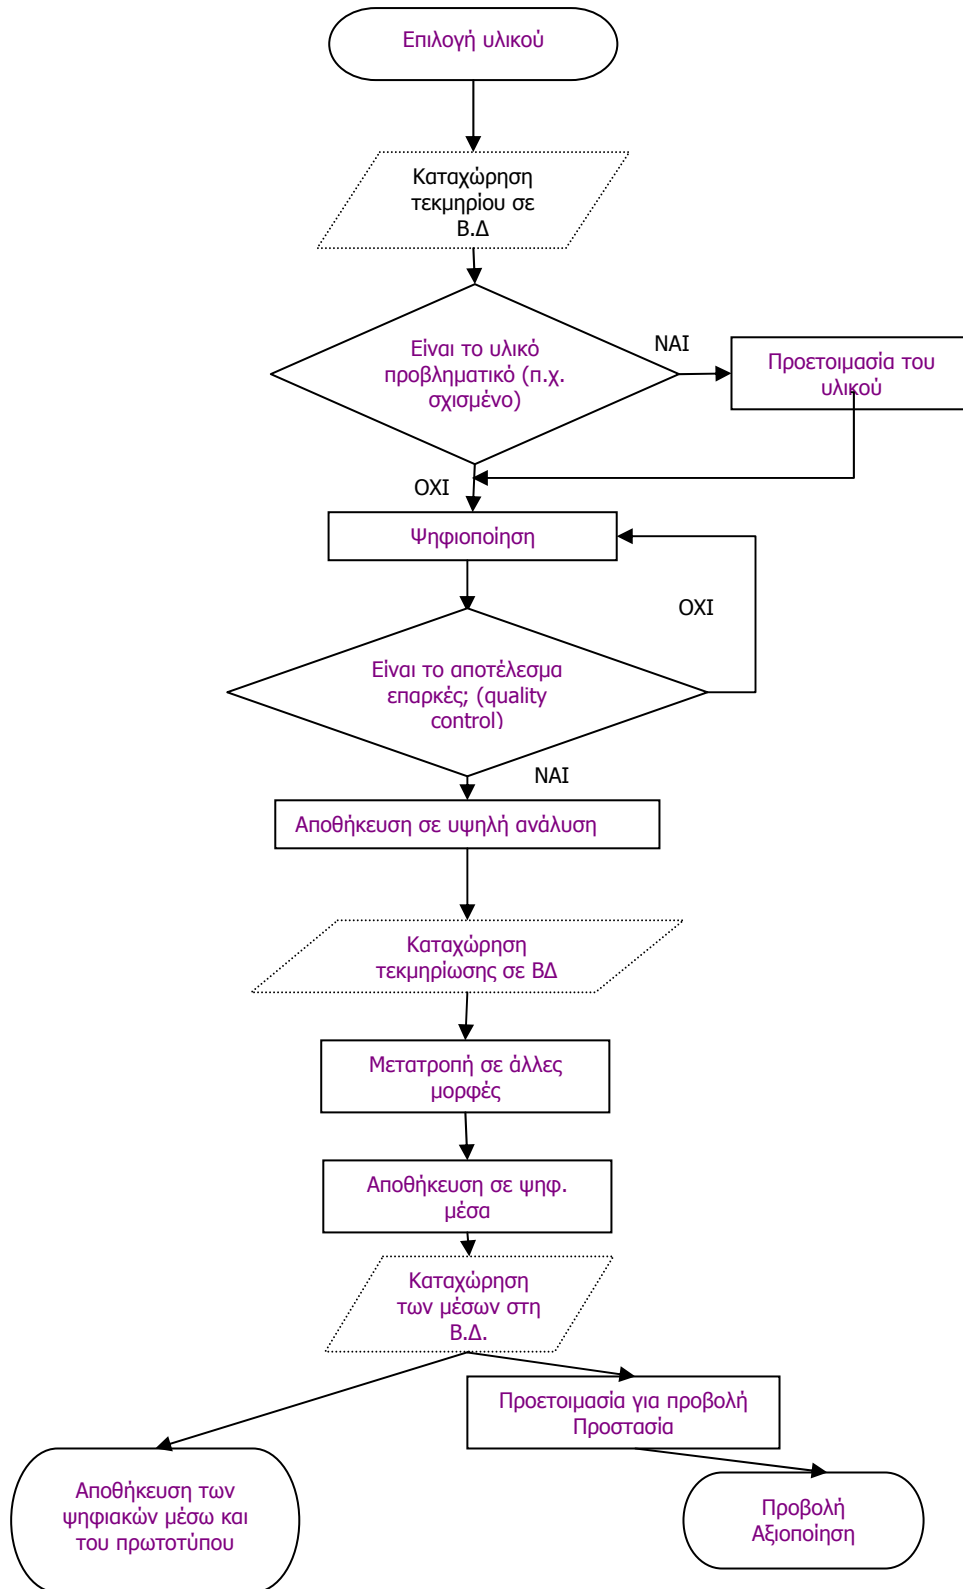 Επιλογή υλικού
Καταχώρηση
τεκμηρίου σε
Β.Δ
Είναι το υλικό
προβληματικό (π.χ.
σχισμένο)
ΝΑΙ
Προετοιμασία του
υλικού
ΟΧΙ
Ψηφιοποίηση
ΟΧΙ
Είναι το αποτέλεσμα
επαρκές; (quality
control)
ΝΑΙ
Αποθήκευση σε υψηλή ανάλυση
Καταχώρηση
τεκμηρίωσης σε ΒΔ
Μετατροπή σε άλλες
μορφές
Αποθήκευση σε ψηφ.
μέσα
Καταχώρηση
των μέσων στη
Β.Δ.
Προετοιμασία για προβολή
Προστασία
Αποθήκευση των
ψηφιακών μέσω και
του πρωτοτύπου
Προβολή
Αξιοποίηση